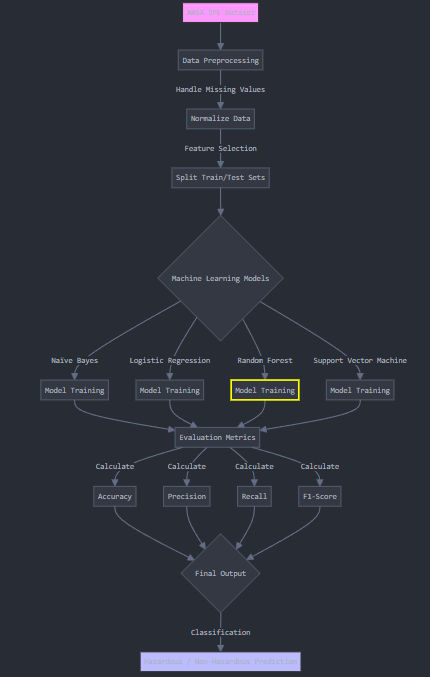 NASA JPL Dataset
Data Preprocessing
Handle Missing Values
Normalize Data
Feature Selection
Split Train/Test Sets
Machine Learning Models
Naive Bayes
Logistic Regression
Random Forest
Support Vector Machine
Model Training
Model Training
Model Training
Model Training
Evaluation Metrics
Calculate
Calculate
Calculate
Calculate
Accuracy
Precision
Recall
F1-Score
Final Output
Classification
Hazardous / Non-Hazardous Prediction